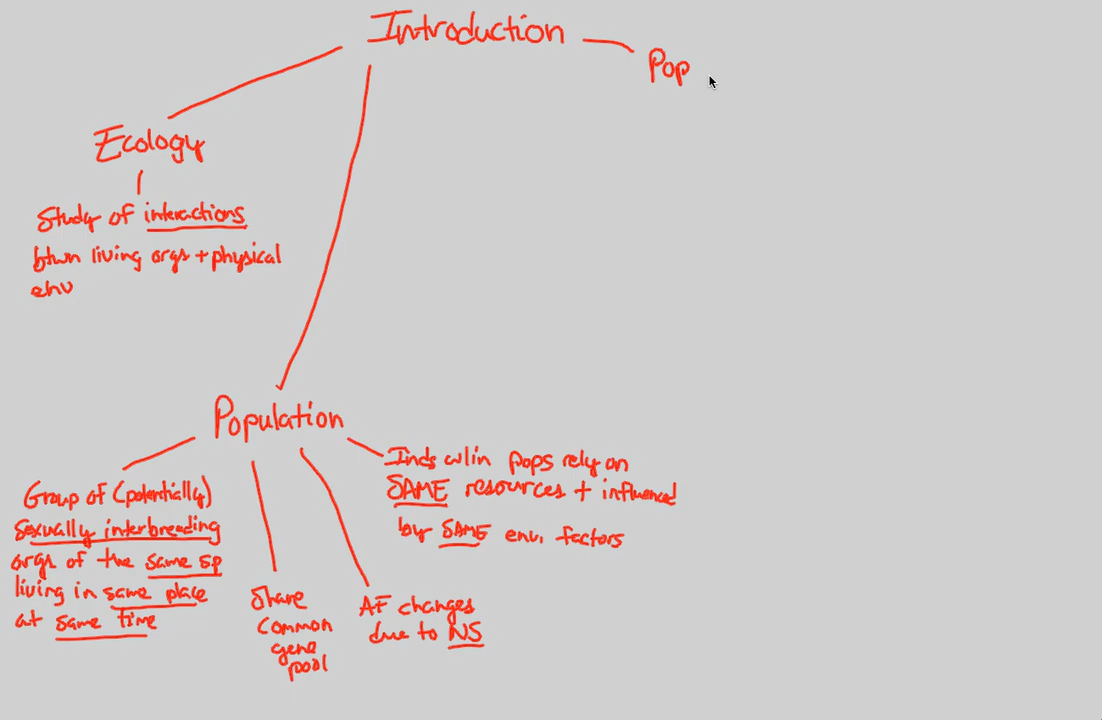 Introduction
Pop
Ecology
Study of interactions
btwn living orgs + physical
env
Population
Group of (potentially)
sexually interbreeding
orgs of the same sp
living in same place
at same time
Share
common
gene
pool
AF changes
due to NS
Inds w/in pops rely on
SAME resources + influenced
by SAME env. factors